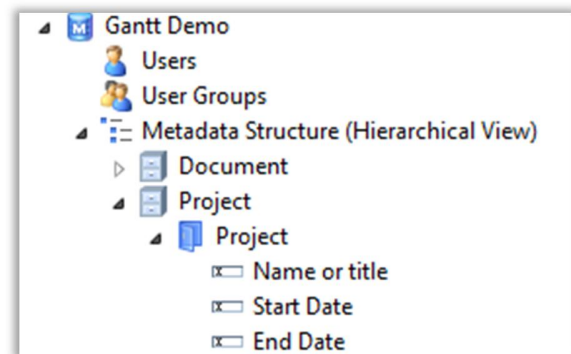 Gantt Demo
Users
User Groups
Metadata Structure (Hierarchical View)
Document
Project
Project
Name or title
Start Date
End Date